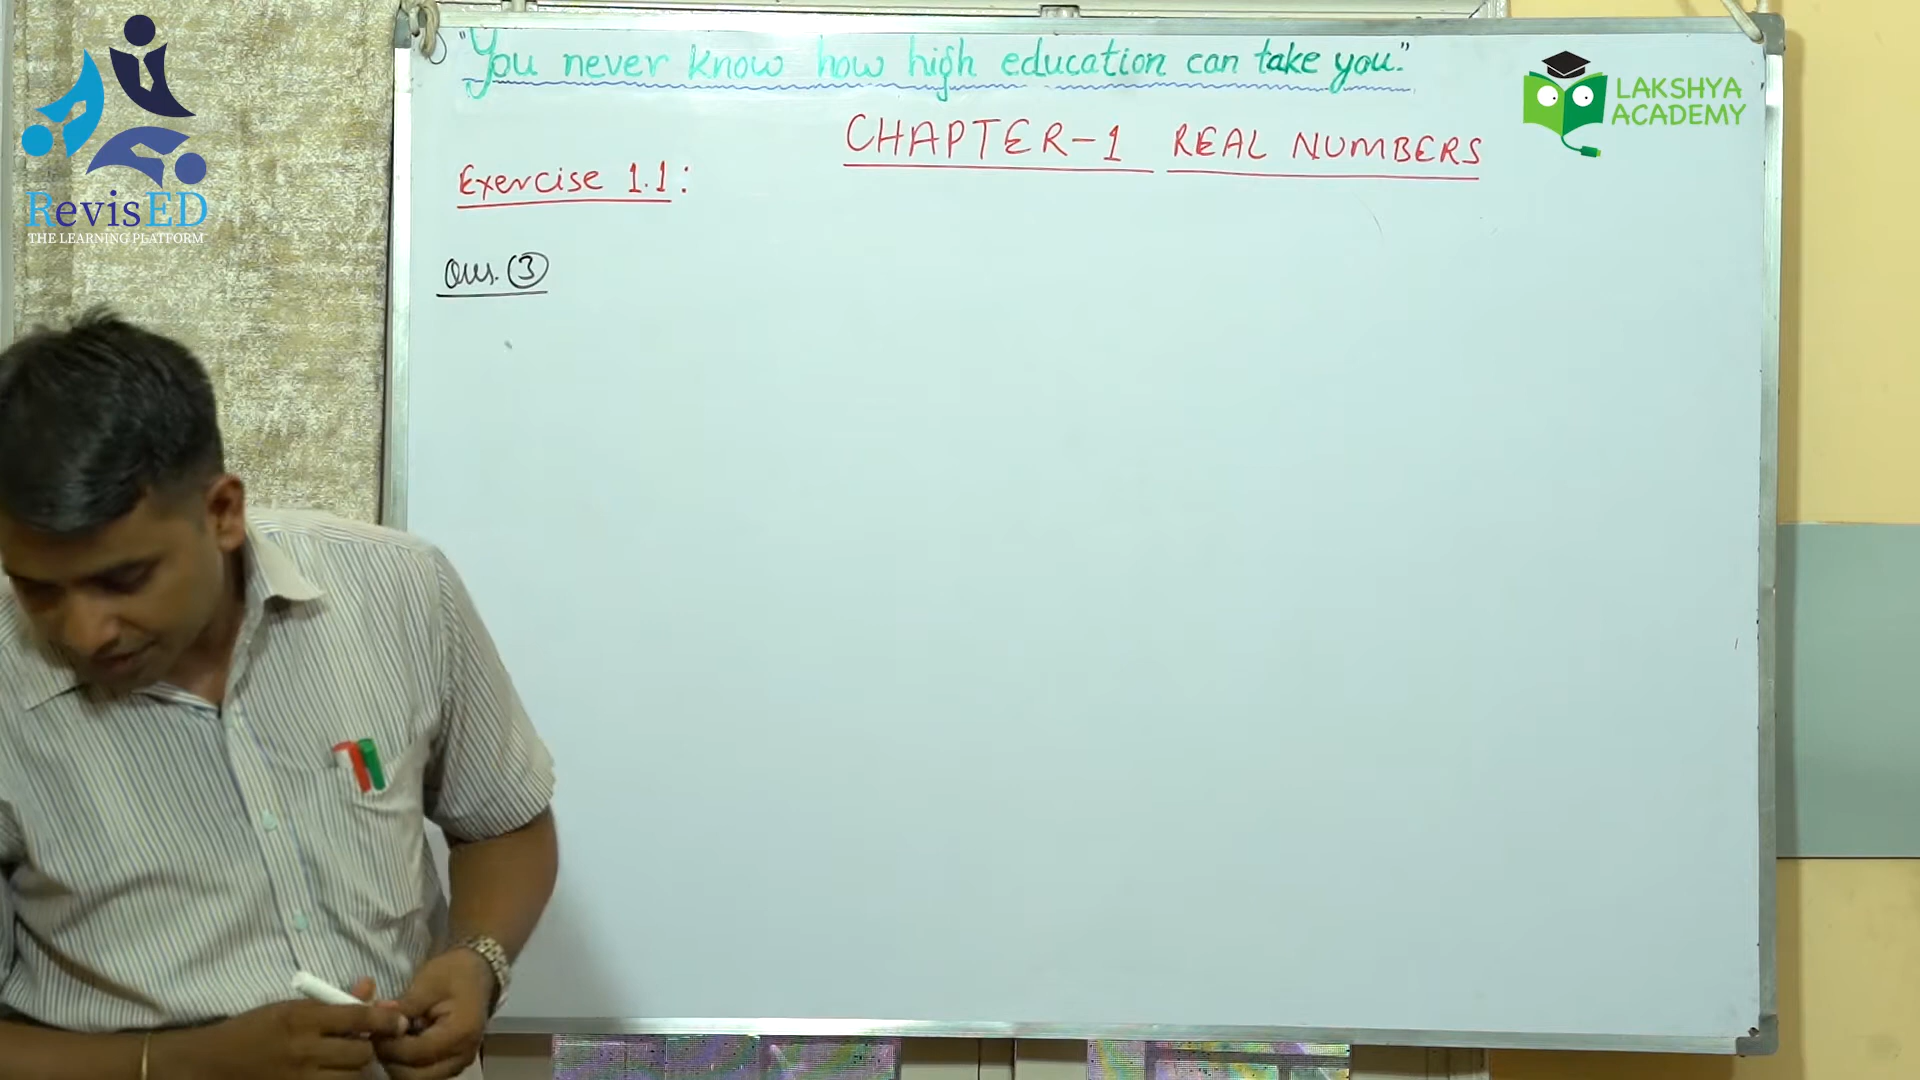 "You never know how high education can take you."
LAKSHYA
ACADEMY
CHAPTER-1 REAL NUMBERS
Exercise 1.1:
RevisED
THE LEARNING PLATFORM
Ques. 3